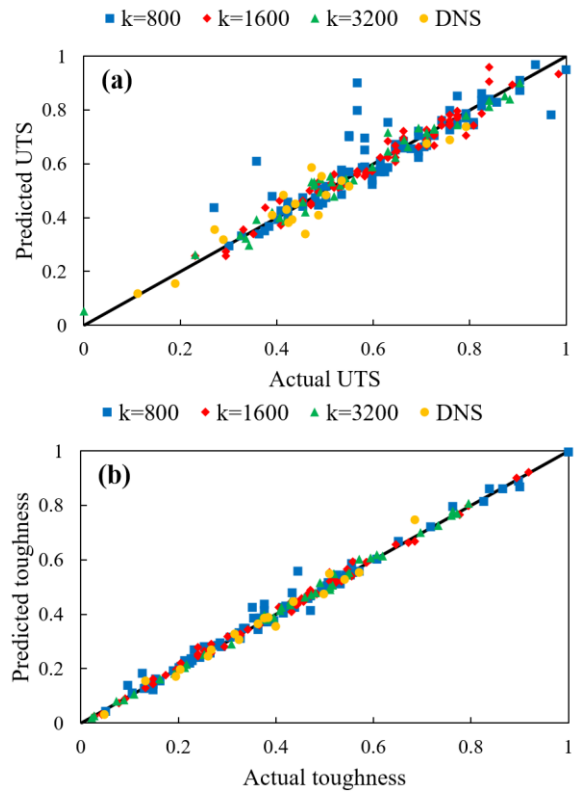 k=800 k=1600 k=3200 DNS
(a)
1
0.8
0.6
0.4
0.2
0
Predicted UTS
0 0.2 0.4 0.6 0.8 1
Actual UTS
k=800 k=1600 k=3200 DNS
(b)
1
0.8
0.6
0.4
0.2
0
Predicted toughness
0 0.2 0.4 0.6 0.8 1
Actual toughness